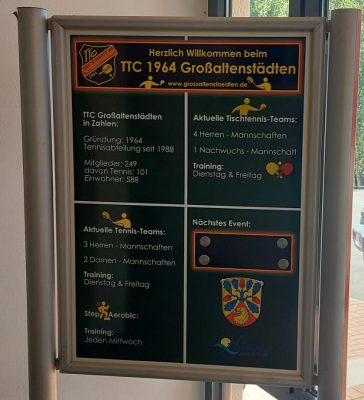 TTC
1964
Herzlich Willkommen beim
TTC 1964 Großaltenstädten
www.grossaltenstaedten.de
TTC Großaltenstädten
in Zahlen:
Gründung: 1964
Tennisabteilung seit 1988
Mitglieder: 249
davon Tennis: 101
Einwohner: 588
Aktuelle Tischtennis-Teams:
4 Herren - Mannschaften
1 Nachwuchs - Mannschaft
Training:
Dienstag & Freitag
Aktuelle Tennis-Teams:
3 Herren - Mannschaften
2 Damen - Mannschaften
Training:
Dienstag & Freitag
Step Aerobic:
Training:
Jeden Mittwoch
Nächstes Event: